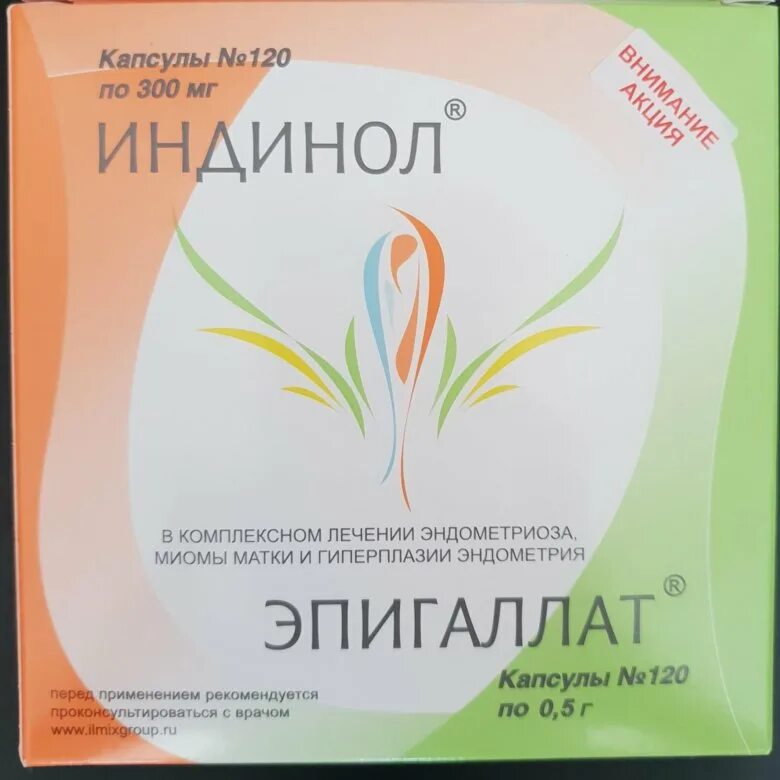 Капсулы №120
по 300 мг
ИНДИНОЛ®
ВНИМАНИЕ
АКЦИЯ
В КОМПЛЕКСНОМ ЛЕЧЕНИИ ЭНДОМЕТРИОЗА,
МИОМЫ МАТКИ И ГИПЕРПЛАЗИИ ЭНДОМЕТРИЯ
ЭПИГАЛЛАТ®
Капсулы №120
по 0,5 г
перед применением рекомендуется
проконсультироваться с врачом
www.ilmixgroup.ru